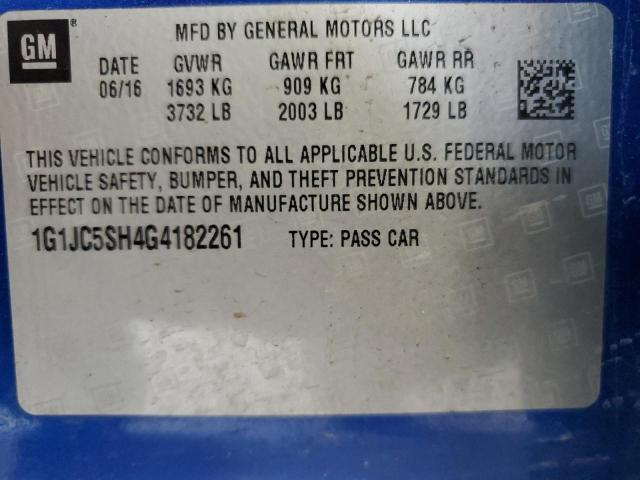 GM ®
MFD BY GENERAL MOTORS LLC
DATE GVWR GAWR FRT GAWR RR
06/16 1693 KG 909 KG 784 KG
3732 LB 2003 LB 1729 LB
THIS VEHICLE CONFORMS TO ALL APPLICABLE U.S. FEDERAL MOTOR
VEHICLE SAFETY, BUMPER, AND THEFT PREVENTION STANDARDS IN
EFFECT ON THE DATE OF MANUFACTURE SHOWN ABOVE.
1G1JC5SH4G4182261 TYPE: PASS CAR